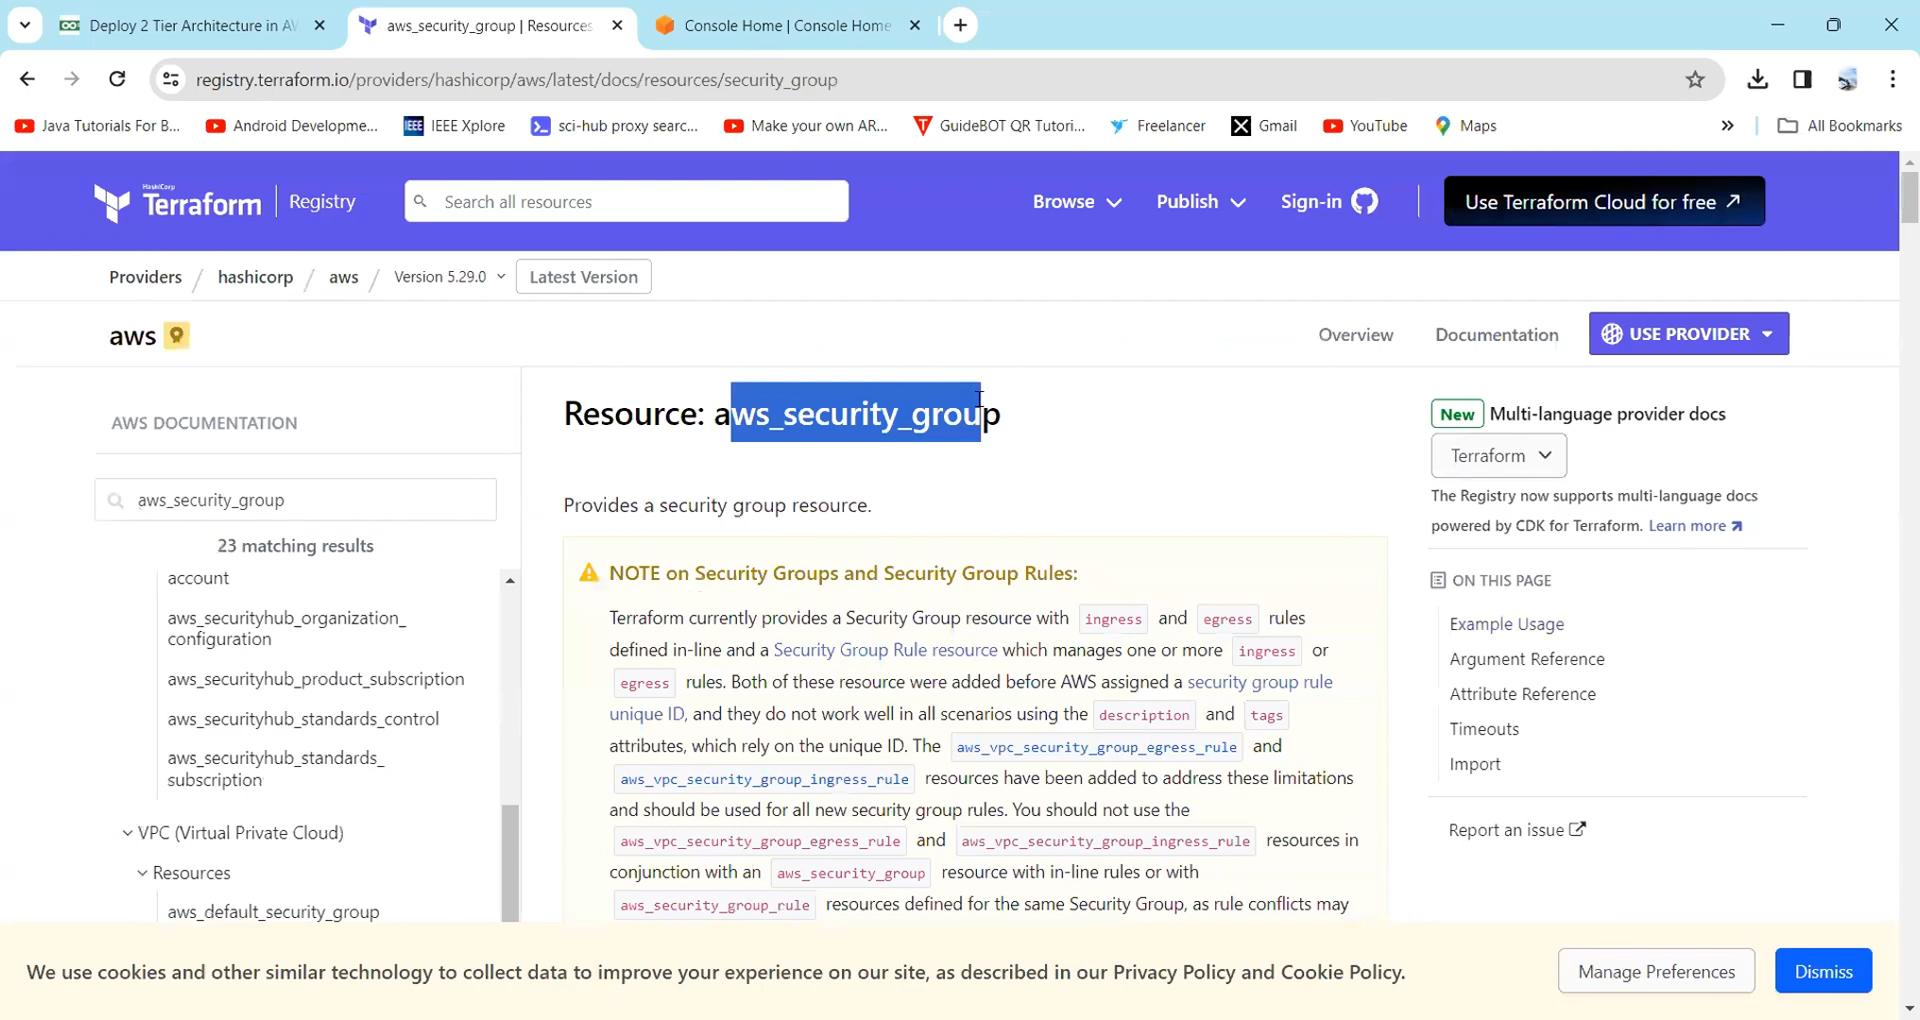 Deploy 2 Tier Architecture in AW
aws_security_group | Resources
Console Home | Console Home
registry.terraform.io/providers/hashicorp/aws/latest/docs/resources/security_group
Java Tutorials For B...
Android Developme...
IEEE
IEEE Xplore
sci-hub proxy searc...
Make your own AR...
GuideBOT QR Tutori...
Freelancer
Gmail
YouTube
Maps
»
All Bookmarks
HashiCorp
Terraform
Registry
Search all resources
Browse
Publish
Sign-in
Use Terraform Cloud for free
Providers / hashicorp / aws / Version 5.29.0
Latest Version
aws
Overview
Documentation
USE PROVIDER
AWS DOCUMENTATION
aws_security_group
23 matching results
account
aws_securityhub_organization_
configuration
aws_securityhub_product_subscription
aws_securityhub_standards_control
aws_securityhub_standards_
subscription
VPC (Virtual Private Cloud)
Resources
aws_default_security_group
Resource: aws_security_group
Provides a security group resource.
NOTE on Security Groups and Security Group Rules:
Terraform currently provides a Security Group resource with ingress and egress rules
defined in-line and a Security Group Rule resource which manages one or more ingress or
egress rules. Both of these resource were added before AWS assigned a security group rule
unique ID, and they do not work well in all scenarios using the description and tags
attributes, which rely on the unique ID. The aws_vpc_security_group_egress_rule and
aws_vpc_security_group_ingress_rule resources have been added to address these limitations
and should be used for all new security group rules. You should not use the
aws_vpc_security_group_egress_rule and aws_vpc_security_group_ingress_rule resources in
conjunction with an aws_security_group resource with in-line rules or with
aws_security_group_rule resources defined for the same Security Group, as rule conflicts may
New Multi-language provider docs
Terraform
The Registry now supports multi-language docs
powered by CDK for Terraform. Learn more
ON THIS PAGE
Example Usage
Argument Reference
Attribute Reference
Timeouts
Import
Report an issue
We use cookies and other similar technology to collect data to improve your experience on our site, as described in our Privacy Policy and Cookie Policy.
Manage Preferences
Dismiss